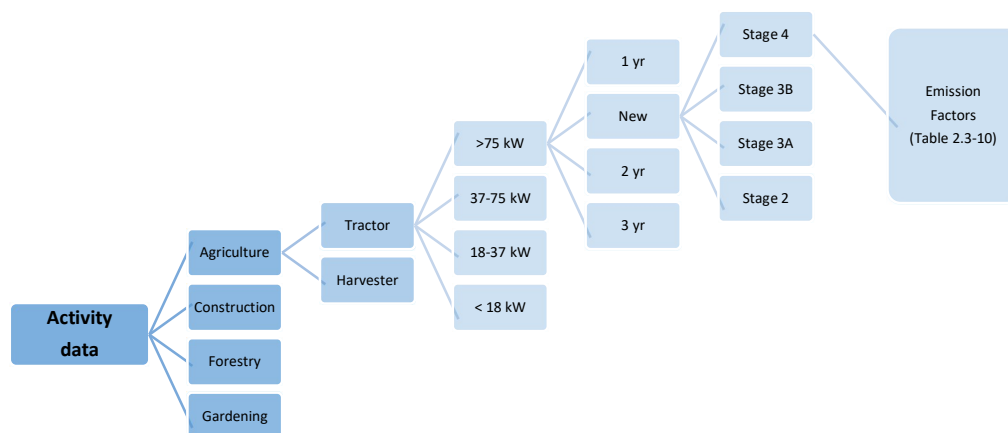 Activity
data
Agriculture
Construction
Forestry
Gardening
Tractor
Harvester
>75 kW
37-75 kW
18-37 kW
< 18 kW
1 yr
New
2 yr
3 yr
Stage 4
Stage 3B
Stage 3A
Stage 2
Emission
Factors
(Table 2.3-10)